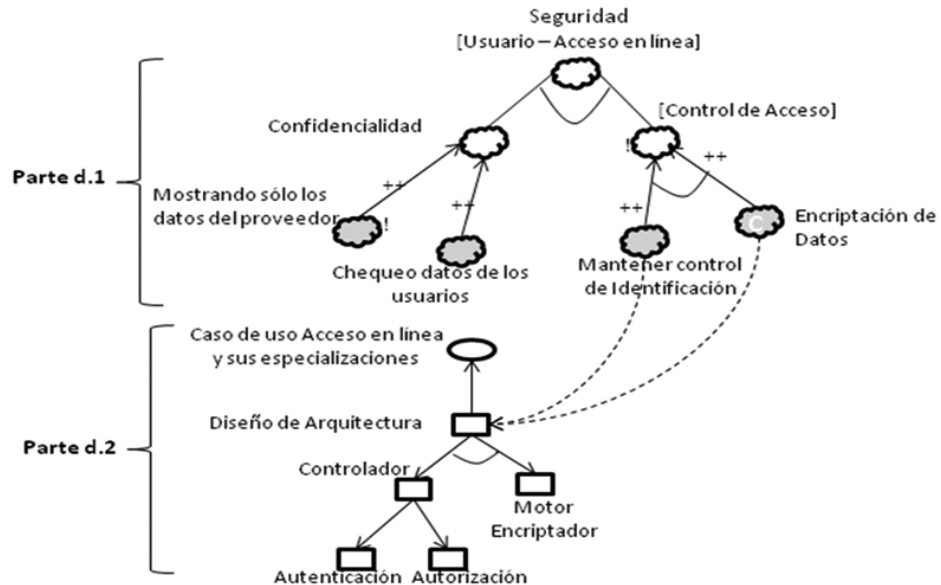 Seguridad
[Usuario – Acceso en línea]
[Control de Acceso]
Confidencialidad
!
++
Parte d.1
++
Mostrando sólo los
datos del proveedor
!
++
++
C
Encriptación de
Datos
Chequeo datos de los
usuarios
Mantener control
de Identificación
Caso de uso Acceso en línea
y sus especializaciones
Diseño de Arquitectura
Parte d.2
Controlador
Motor
Encriptador
Autenticación
Autorización